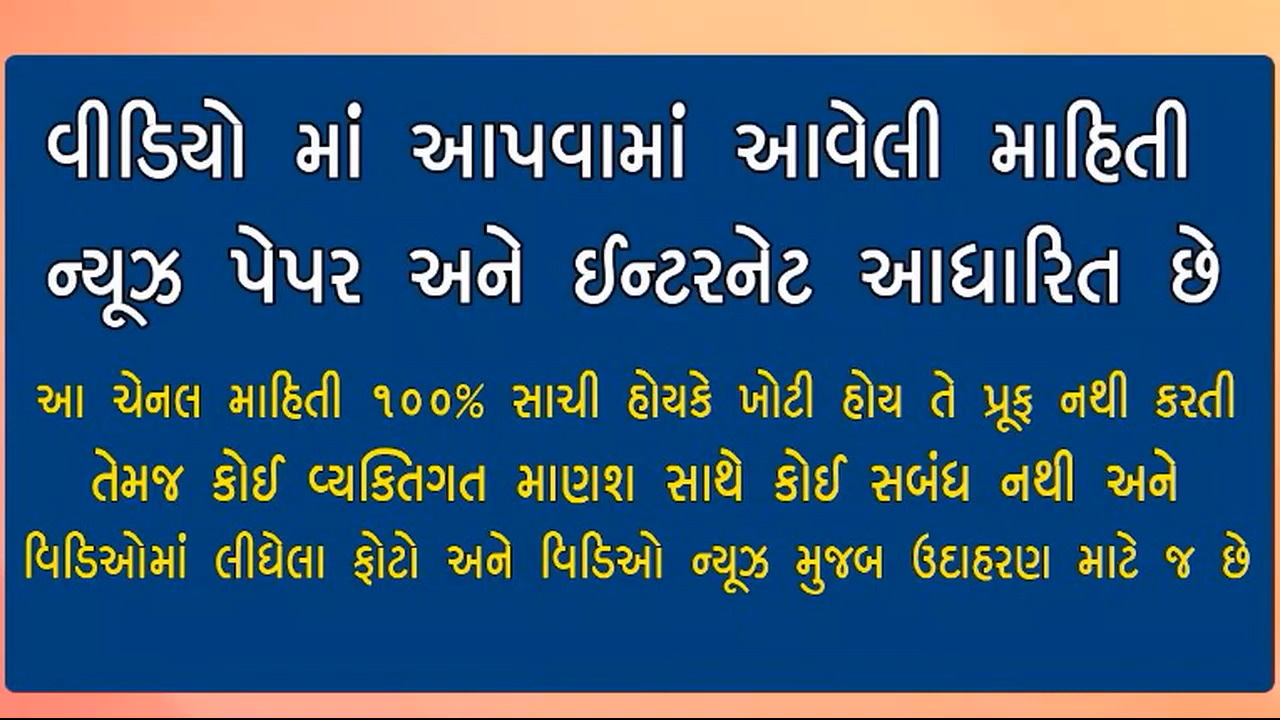 વીડિયો માં આપવામાં આવેલી માહિતી
ન્યૂઝ પેપર અને ઈન્ટરનેટ આધારિત છે
આ ચેનલ માહિતી ૧૦૦% સાચી હોયકે ખોટી હોય તે પ્રૂફ નથી કરતી
તેમજ કોઈ વ્યક્તિગત માણશ સાથે કોઈ સબંધ નથી અને
વિડિઓમાં લીધેલા ફોટો અને વિડિઓ ન્યૂઝ મુજબ ઉદાહરણ માટે જ છે